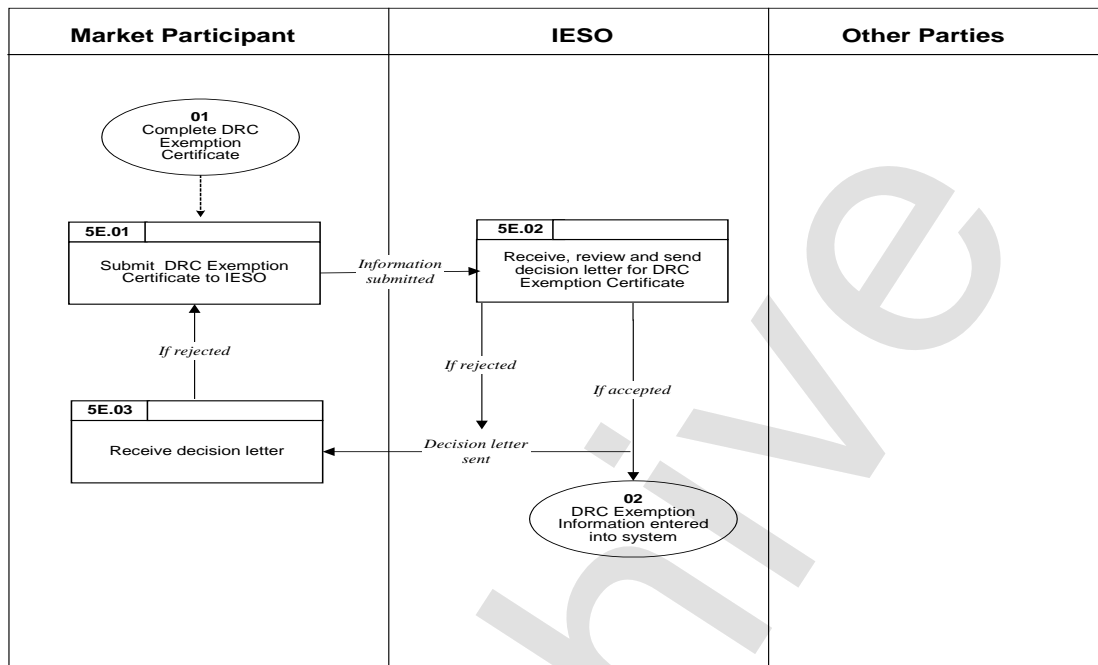 Market Participant
IESO
Other Parties
01
Complete DRC
Exemption
Certificate
5E.01
Submit DRC Exemption
Certificate to IESO
Information
submitted
5E.02
Receive, review and send
decision letter for DRC
Exemption Certificate
If rejected
If rejected
If accepted
5E.03
Receive decision letter
Decision letter
sent
02
DRC Exemption
Information entered
into system
hive